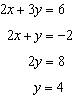 2x + 3y = 6
2x + y = −2
2y = 8
y = 4